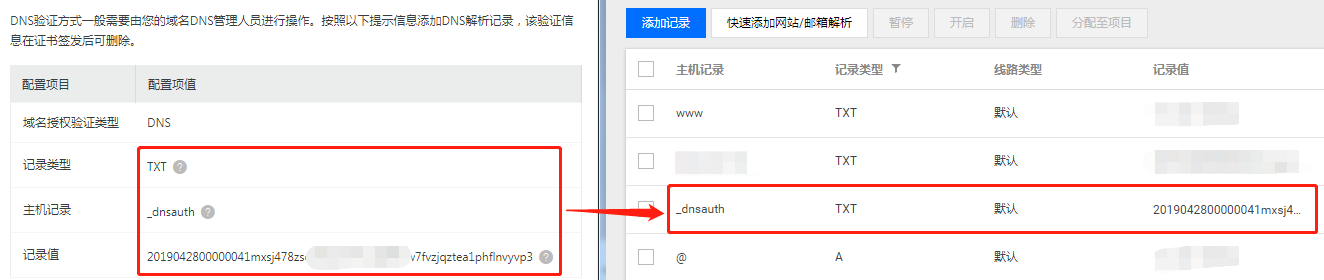 DNS验证方式一般需要由您的域名DNS管理人员进行操作。按照以下提示信息添加DNS解析记录，该验证信
息在证书签发后可删除。
配置项目 配置项值
域名授权验证类型 DNS
记录类型 TXT ?
主机记录 _dnsauth ?
记录值 2019042800000041mxsj478zs v7fvzjqztea1phflnvyvp3 ?
添加记录 快速添加网站/邮箱解析 暂停 开启 删除 分配至项目
主机记录 记录类型 线路类型 记录值
www TXT 默认
TXT 默认
_dnsauth TXT 默认 2019042800000041mxsj4...
@ A 默认